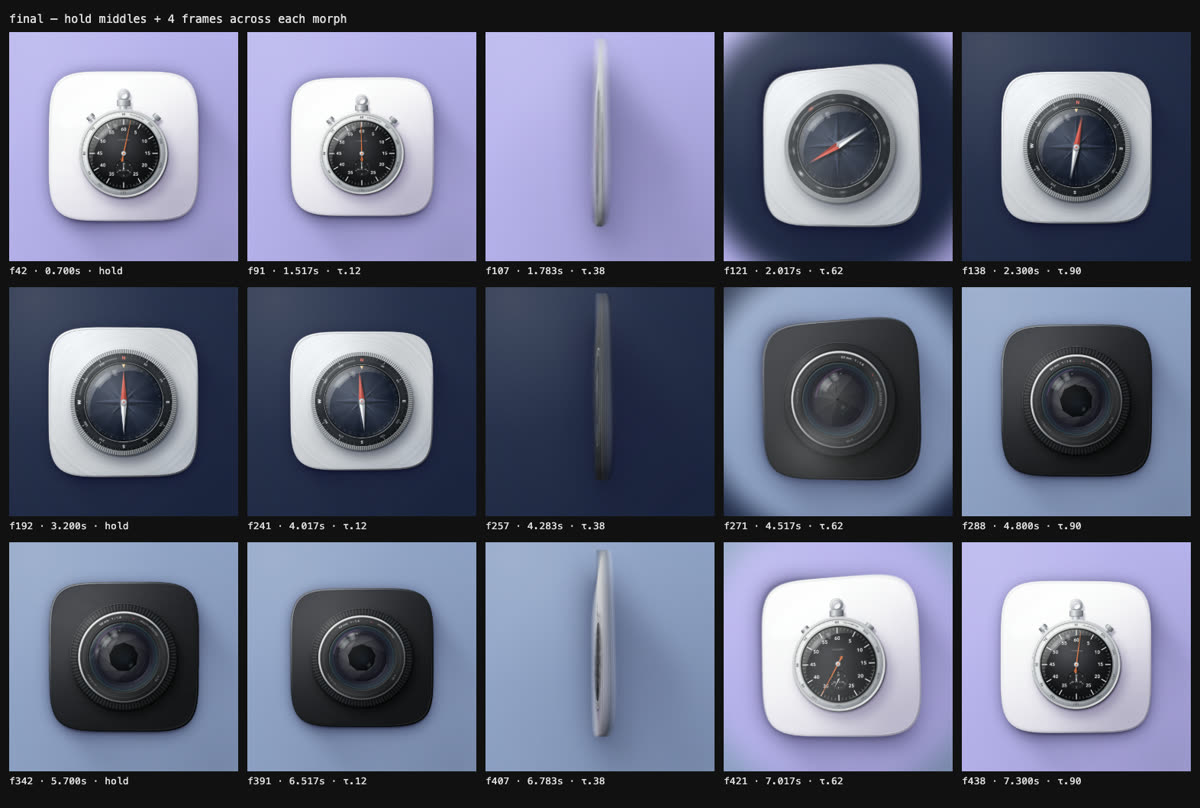 final — hold middles + 4 frames across each morph
f42 · 0.700s · hold
f91 · 1.517s · τ.12
f107 · 1.783s · τ.38
f121 · 2.017s · τ.62
f138 · 2.300s · τ.90
f192 · 3.200s · hold
f241 · 4.017s · τ.12
f257 · 4.283s · τ.38
f271 · 4.517s · τ.62
f288 · 4.800s · τ.90
f342 · 5.700s · hold
f391 · 6.517s · τ.12
f407 · 6.783s · τ.38
f421 · 7.017s · τ.62
f438 · 7.300s · τ.90